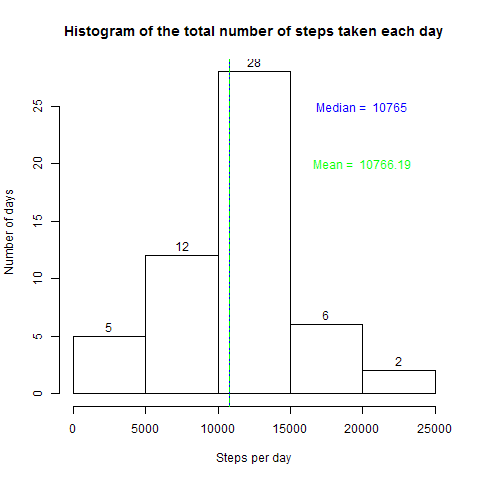 Histogram of the total number of steps taken each day
28
Median = 10765
Mean = 10766.19
12
5
6
2
25
20
15
10
5
0
Number of days
0 5000 10000 15000 20000 25000
Steps per day